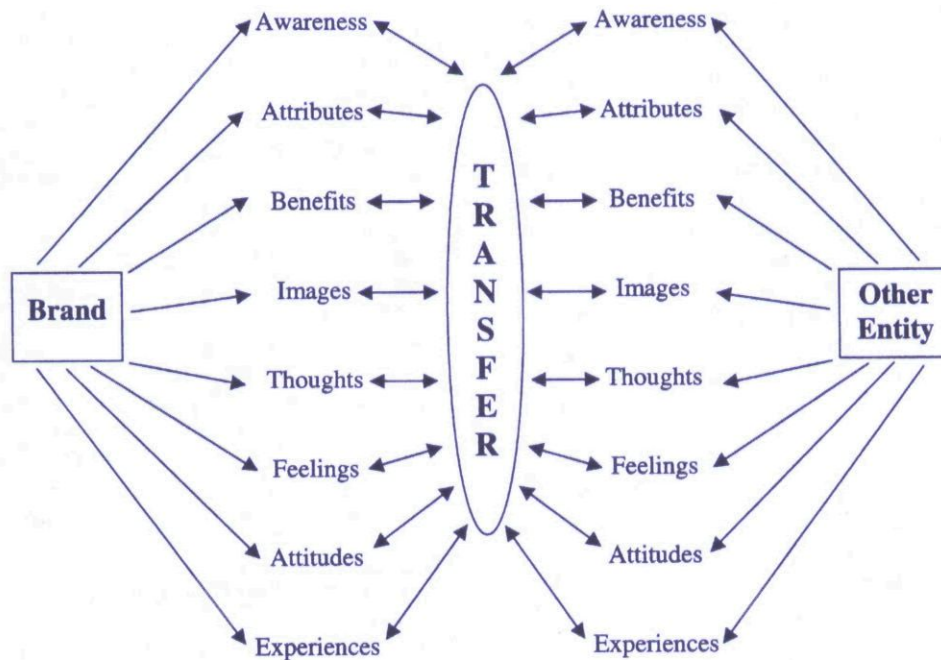 Awareness
Awareness
Attributes
Attributes
Benefits
Benefits
Brand
Images
TRANSFER
Images
Other
Entity
Thoughts
Thoughts
Feelings
Feelings
Attitudes
Attitudes
Experiences
Experiences